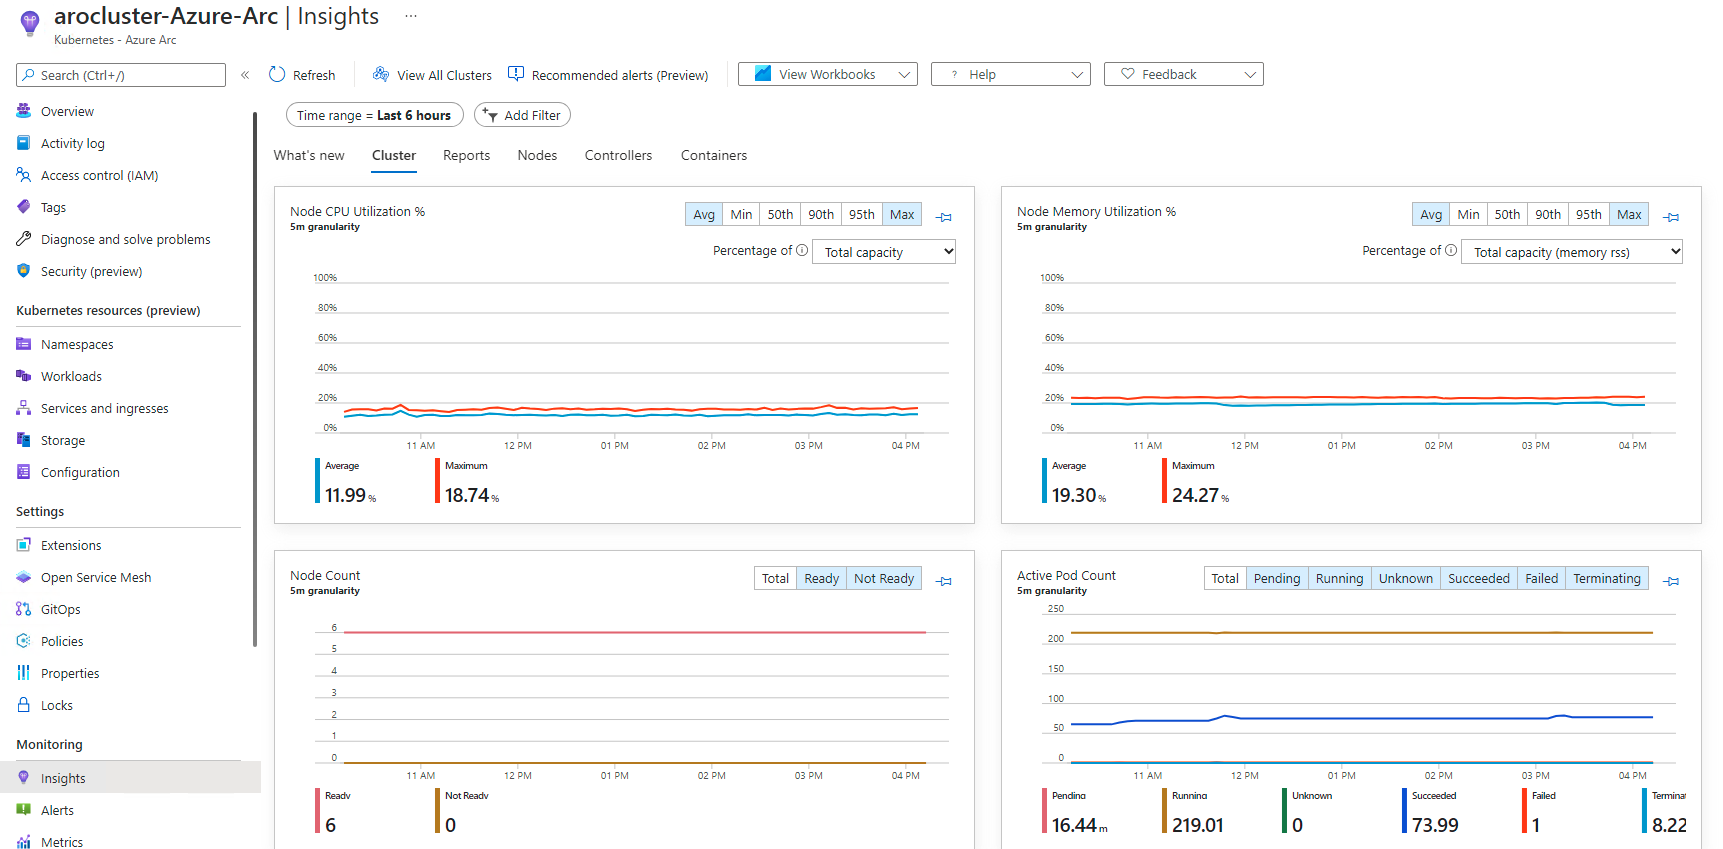 arocluster-Azure-Arc | Insights ...
Kubernetes - Azure Arc
Search (Ctrl+/)
«
Refresh
View All Clusters
Recommended alerts (Preview)
View Workbooks
? Help
Feedback
Time range = Last 6 hours
Add Filter
What's new
Cluster
Reports
Nodes
Controllers
Containers
Overview
Activity log
Access control (IAM)
Tags
Diagnose and solve problems
Security (preview)
Kubernetes resources (preview)
Namespaces
Workloads
Services and ingresses
Storage
Configuration
Settings
Extensions
Open Service Mesh
GitOps
Policies
Properties
Locks
Monitoring
Insights
Alerts
Metrics
Node CPU Utilization %
5m granularity
Avg Min 50th 90th 95th Max
Percentage of Total capacity
100%
80%
60%
40%
20%
0%
11 AM 12 PM 01 PM 02 PM 03 PM 04 PM
Average
11.99 %
Maximum
18.74 %
Node Memory Utilization %
5m granularity
Avg Min 50th 90th 95th Max
Percentage of Total capacity (memory rss)
100%
80%
60%
40%
20%
0%
11 AM 12 PM 01 PM 02 PM 03 PM 04 PM
Average
19.30 %
Maximum
24.27 %
Node Count
5m granularity
Total Ready Not Ready
6
5
4
3
2
1
0
11 AM 12 PM 01 PM 02 PM 03 PM 04 PM
Ready
6
Not Ready
0
Active Pod Count
5m granularity
Total Pending Running Unknown Succeeded Failed Terminating
250
200
150
100
50
0
11 AM 12 PM 01 PM 02 PM 03 PM 04 PM
Pending
16.44 m
Running
219.01
Unknown
0
Succeeded
73.99
Failed
1
Terminat
8.22